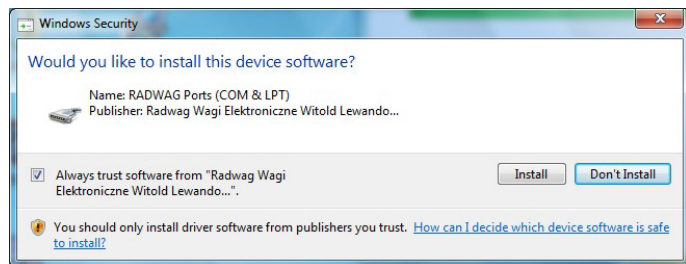 Windows Security
Would you like to install this device software?
Name: RADWAG Ports (COM & LPT)
Publisher: Radwag Wagi Elektroniczne Witold Lewando...
Always trust software from "Radwag Wagi
Elektroniczne Witold Lewando...".
Install
Don't Install
You should only install driver software from publishers you trust. How can I decide which device software is safe
to install?